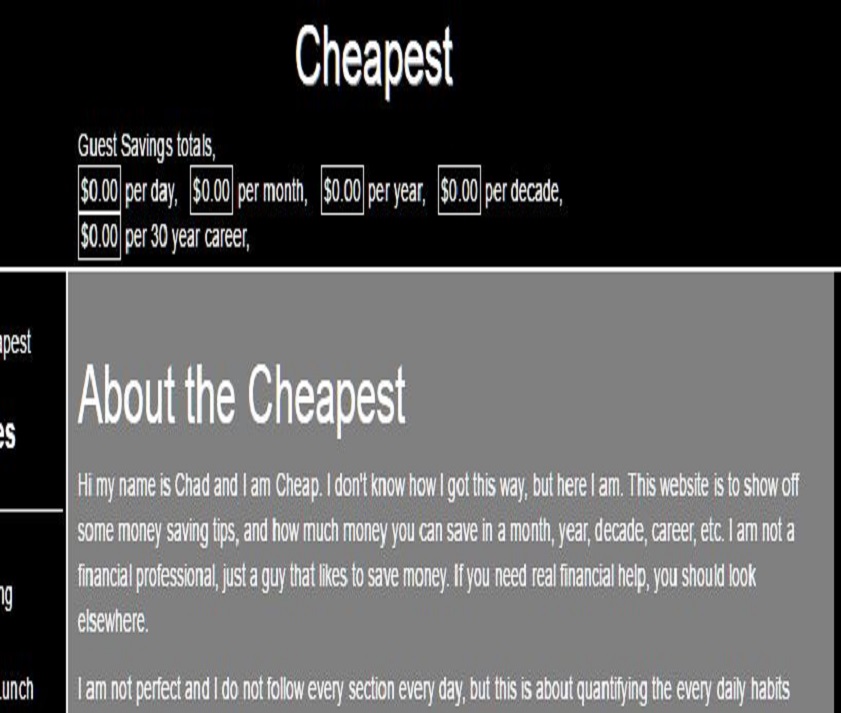 Cheapest
Guest Savings totals,
$0.00 per day, $0.00 per month, $0.00 per year, $0.00 per decade,
$0.00 per 30 year career,
About the Cheapest
Hi my name is Chad and I am Cheap. I don't know how I got this way, but here I am. This website is to show off
some money saving tips, and how much money you can save in a month, year, decade, career, etc. I am not a
financial professional, just a guy that likes to save money. If you need real financial help, you should look
elsewhere.
I am not perfect and I do not follow every section every day, but this is about quantifying the every daily habits